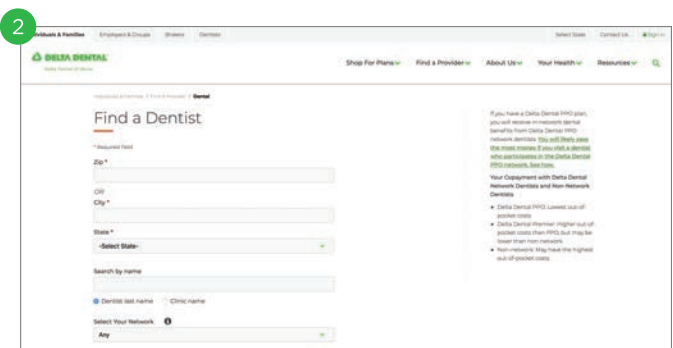 2
Individuals & Families Employers & Groups Brokers Dentists Select State Contact Us Sign In
DELTA DENTAL
Shop For Plans Find a Provider About Us Your Health Resources
Individuals & Families / Find a Provider / Dental
Find a Dentist
* Required Field
Zip *
OR
City *
State *
-Select State-
Search by name
Dentist last name Clinic name
Select Your Network
Any
If you have a Delta Dental PPO plan,
you will receive in-network dental
benefits from Delta Dental PPO
network dentists. You will likely save
the most money if you visit a dentist
who participates in the Delta Dental
PPO network. See how.
Your Copayment with Delta Dental
Network Dentists and Non-Network
Dentists
• Delta Dental PPO: Lowest out-of-
pocket costs
• Delta Dental Premier: Higher out-of-
pocket costs than PPO, but may be
lower than non-network
• Non-network: May have the highest
out-of-pocket costs